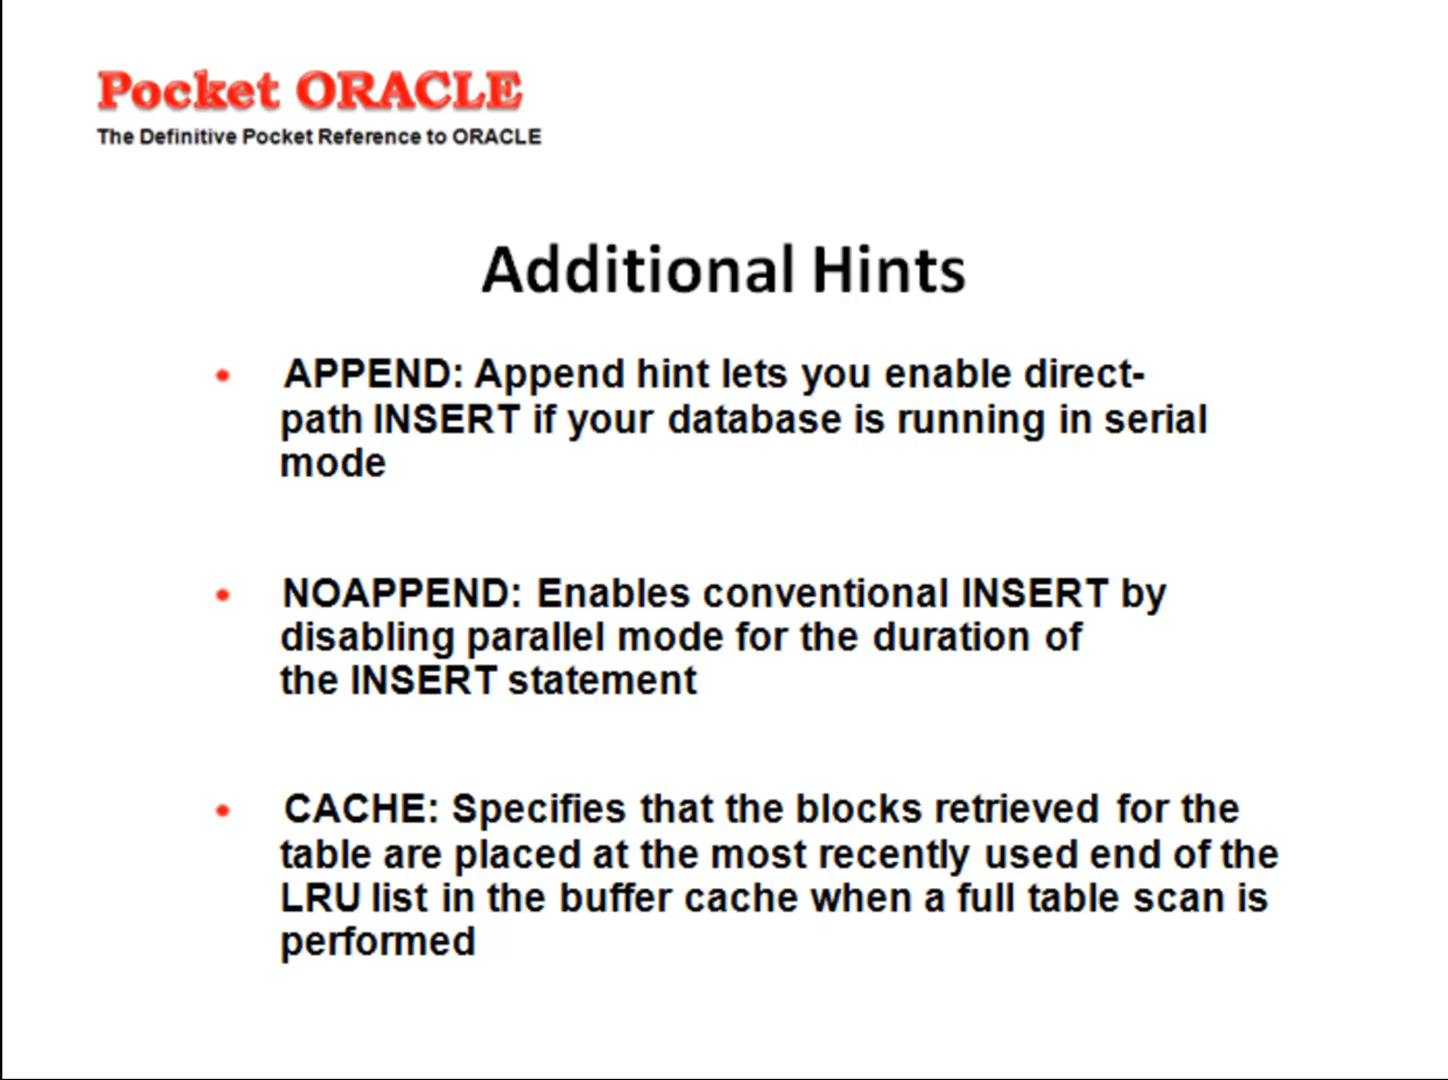 Pocket ORACLE
The Definitive Pocket Reference to ORACLE
Additional Hints
• APPEND: Append hint lets you enable direct-
path INSERT if your database is running in serial
mode
• NOAPPEND: Enables conventional INSERT by
disabling parallel mode for the duration of
the INSERT statement
• CACHE: Specifies that the blocks retrieved for the
table are placed at the most recently used end of the
LRU list in the buffer cache when a full table scan is
performed